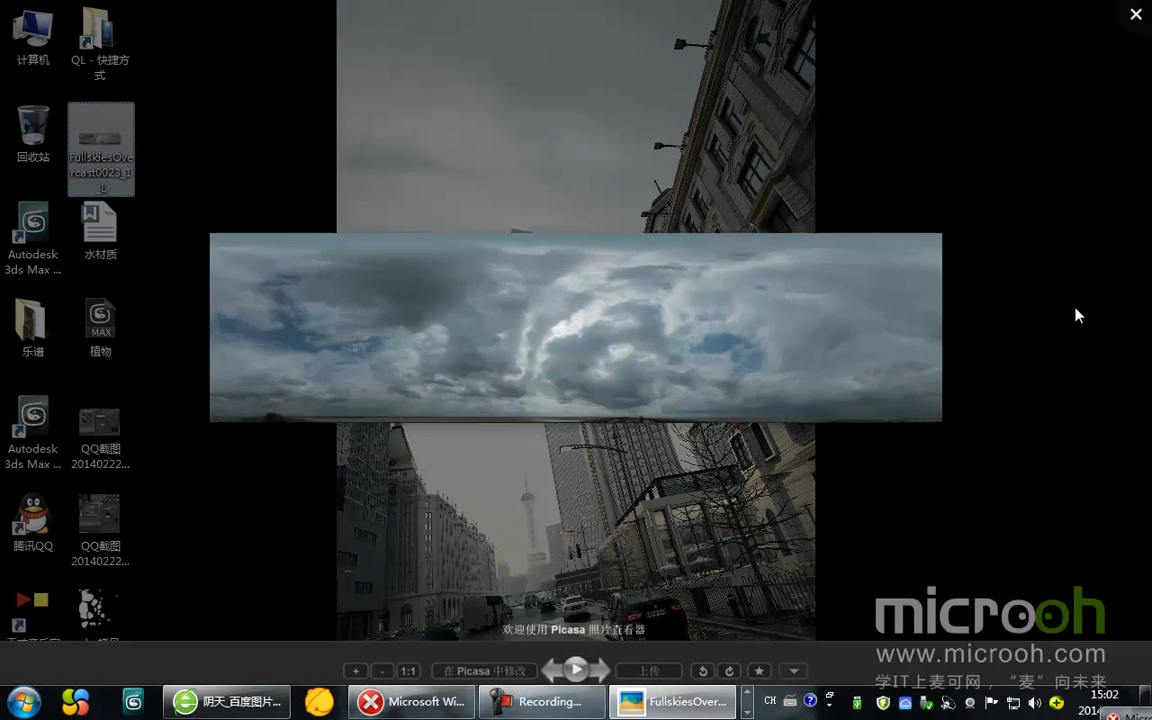 计算机
QL - 快捷方
式
回收站
FullskiesOve
rcast0023_1
_L
Autodesk
3ds Max ...
水材质
乐谱
MAX
植物
Autodesk
3ds Max ...
QQ截图
20140222...
腾讯QQ
QQ截图
20140222...
欢迎使用 Picasa 照片查看器
+
-
1:1
在 Picasa 中修改
上传
microoh
www.microoh.com
学IT上麦可网，“麦”向未来
阴天_百度图片...
Microsoft Wi...
Recording...
FullskiesOver...
CH
15:02